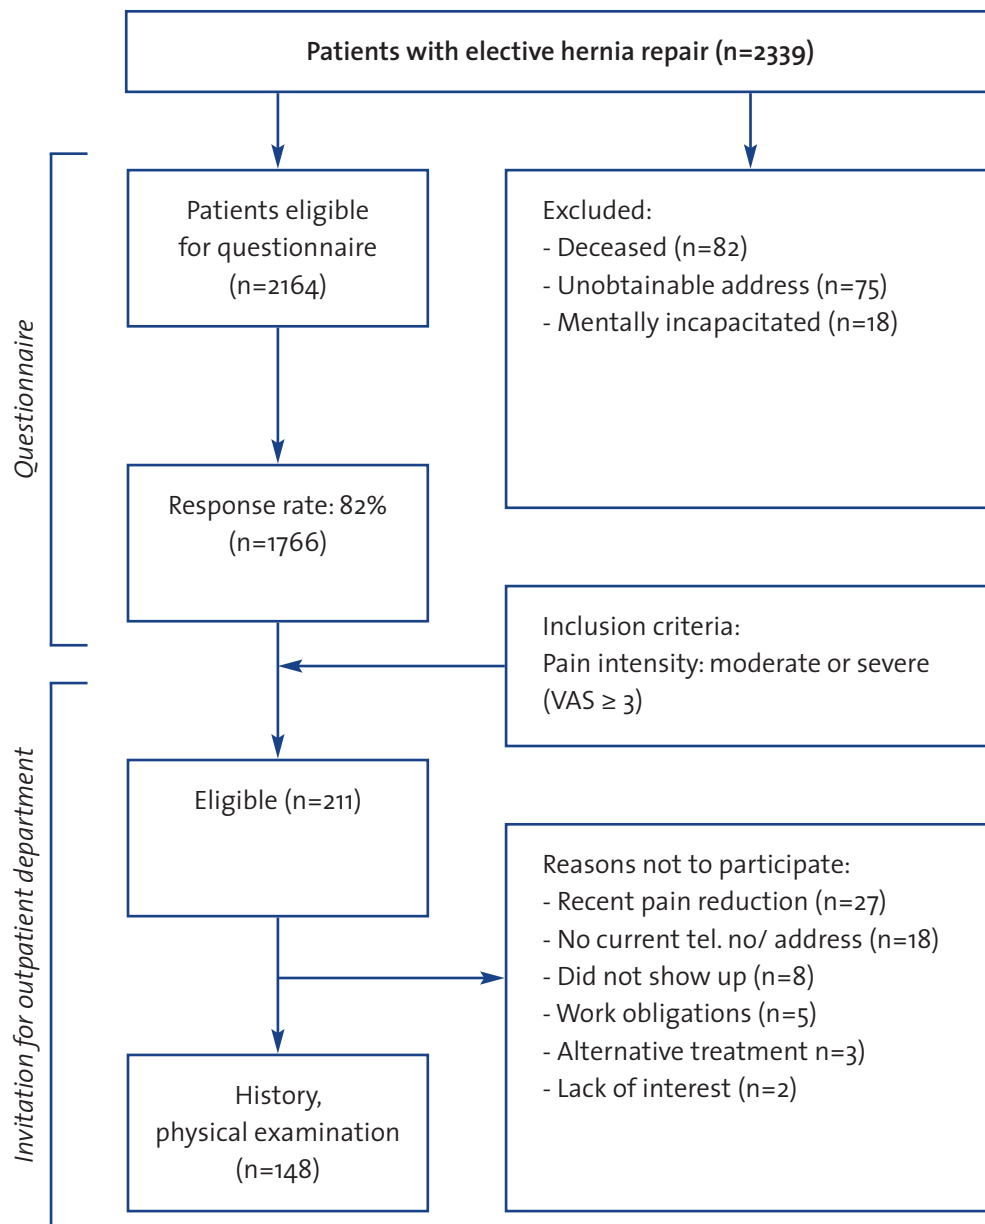 Patients with elective hernia repair (n=2339)
Questionnaire
Patients eligible
for questionnaire
(n=2164)
Excluded:
- Deceased (n=82)
- Unobtainable address (n=75)
- Mentally incapacitated (n=18)
Response rate: 82%
(n=1766)
Inclusion criteria:
Pain intensity: moderate or severe
(VAS ≥ 3)
Invitation for outpatient department
Eligible (n=211)
Reasons not to participate:
- Recent pain reduction (n=27)
- No current tel. no/ address (n=18)
- Did not show up (n=8)
- Work obligations (n=5)
- Alternative treatment n=3)
- Lack of interest (n=2)
History,
physical examination
(n=148)